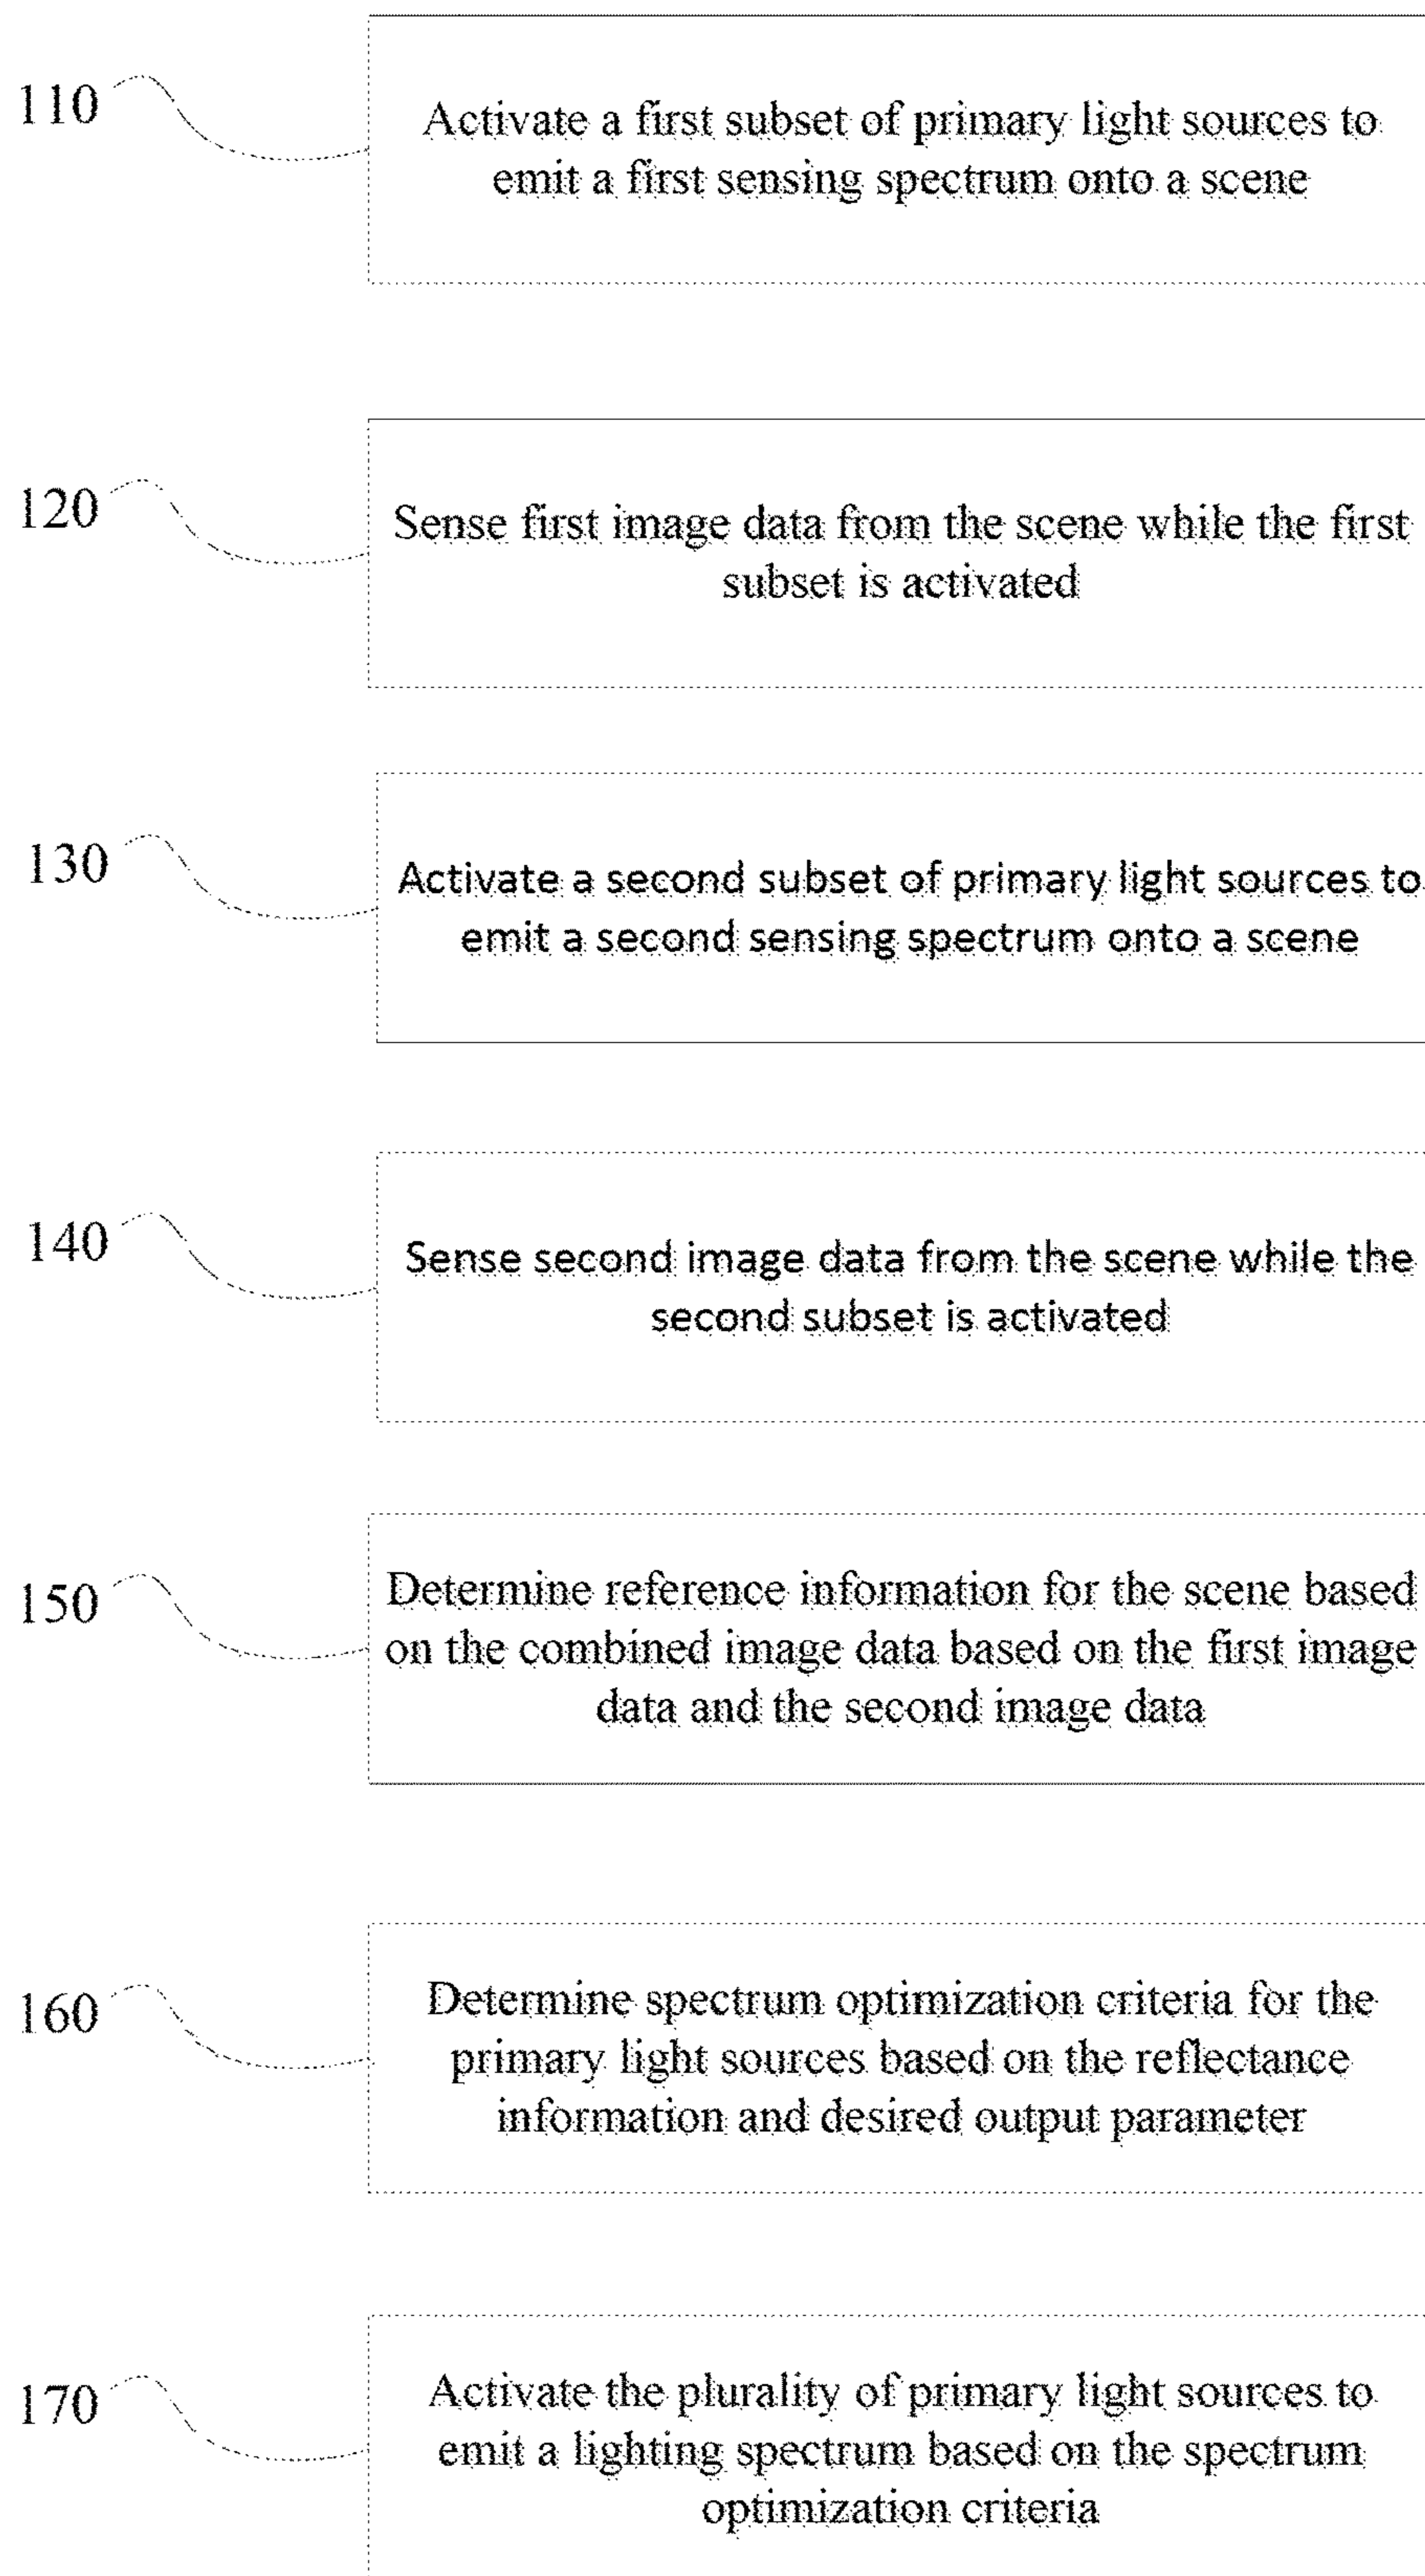 110
Activate a first subset of primary light sources to
emit a first sensing spectrum onto a scene
120
Sense first image data from the scene while the first
subset is activated
130
Activate a second subset of primary light sources to
emit a second sensing spectrum onto a scene
140
Sense second image data from the scene while the
second subset is activated
150
Determine reference information for the scene based
on the combined image data based on the first image
data and the second image data
160
Determine spectrum optimization criteria for the
primary light sources based on the reflectance
information and desired output parameter
170
Activate the plurality of primary light sources to
emit a lighting spectrum based on the spectrum
optimization criteria